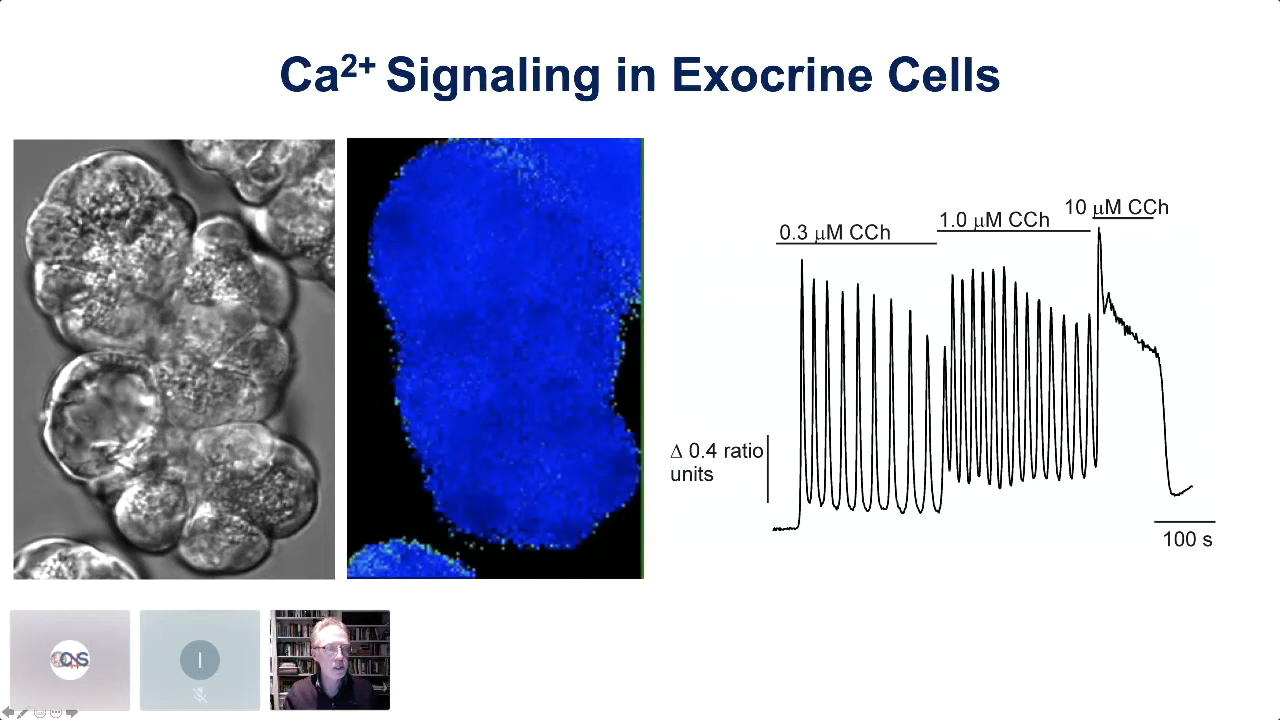 Ca²⁺ Signaling in Exocrine Cells
0.3 μM CCh
1.0 μM CCh
10 μM CCh
Δ 0.4 ratio
units
100 s
I